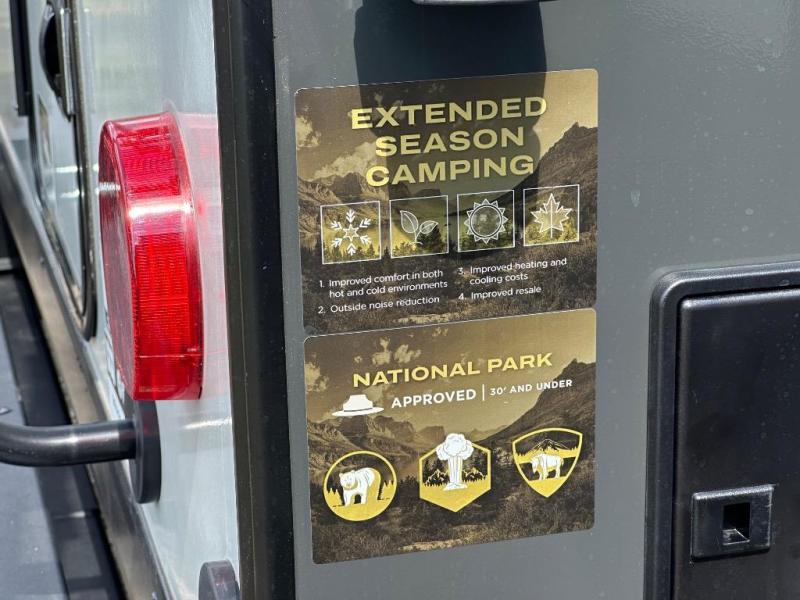 EXTENDED
SEASON
CAMPING
1. Improved comfort in both
hot and cold environments
2. Outside noise reduction
3. Improved heating and
cooling costs
4. Improved resale
NATIONAL PARK
APPROVED | 30' AND UNDER